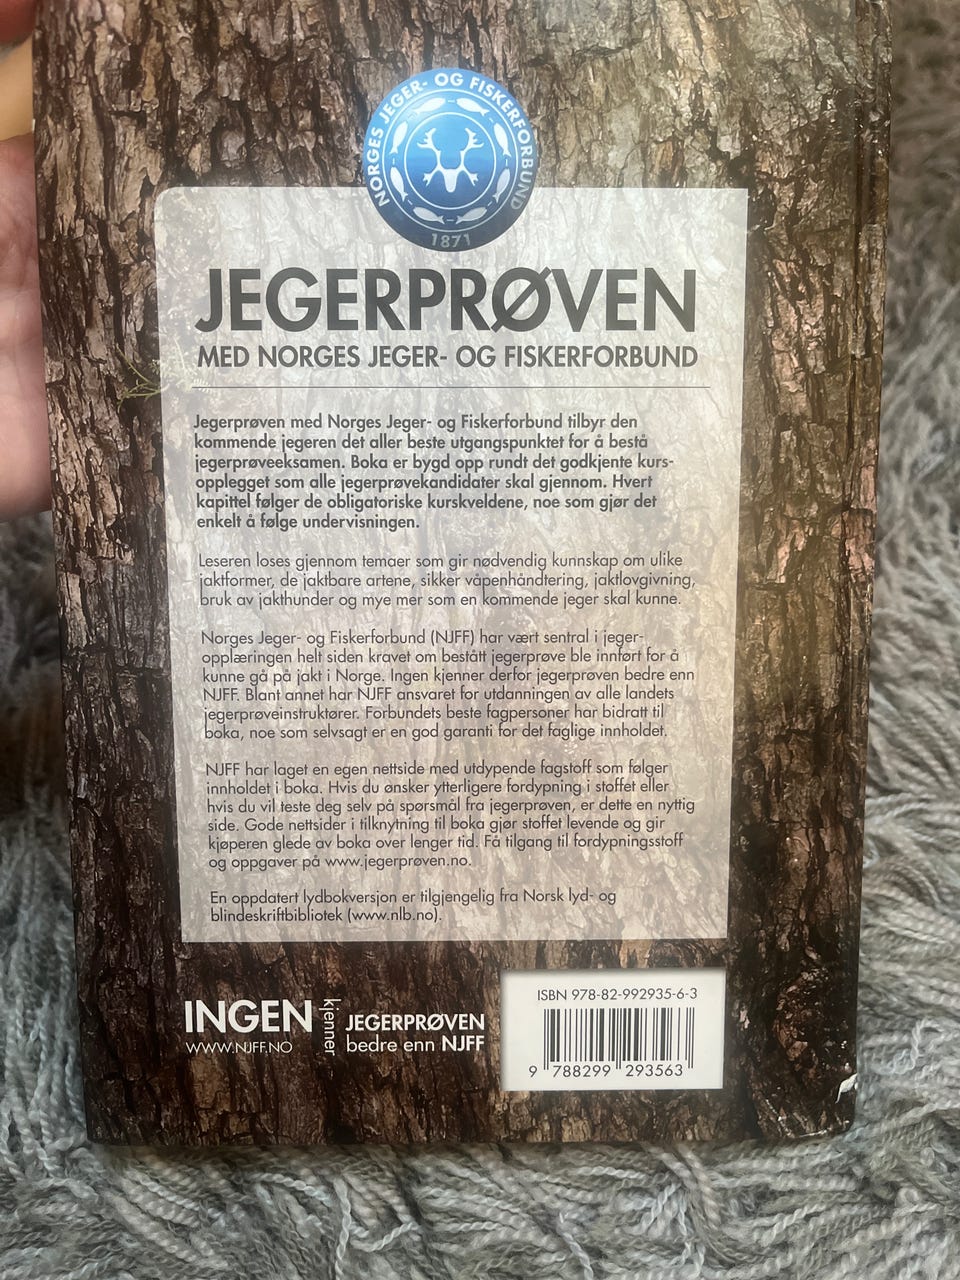 NORGES JEGER- OG FISKERFORBUND
1871
JEGERPRØVEN
MED NORGES JEGER- OG FISKERFORBUND
Jegerprøven med Norges Jeger- og Fiskerforbund tilbyr den
kommende jegeren det aller beste utgangspunktet for å bestå
jegerprøveeksamen. Boka er bygd opp rundt det godkjente kurs-
opplegget som alle jegerprøvekandidater skal gjennom. Hvert
kapittel følger de obligatoriske kurskveldene, noe som gjør det
enkelt å følge undervisningen.
Leseren loses gjennom temaer som gir nødvendig kunnskap om ulike
jaktformer, de jaktbare artene, sikker våpenhåndtering, jaktlovgivning,
bruk av jakthunder og mye mer som en kommende jeger skal kunne.
Norges Jeger- og Fiskerforbund (NJFF) har vært sentral i jeger-
opplæringen helt siden kravet om bestått jegerprøve ble innført for å
kunne gå på jakt i Norge. Ingen kjenner derfor jegerprøven bedre enn
NJFF. Blant annet har NJFF ansvaret for utdanningen av alle landets
jegerprøveinstruktører. Forbundets beste fagpersoner har bidratt til
boka, noe som selvsagt er en god garanti for det faglige innholdet.
NJFF har laget en egen nettside med utdypende fagstoff som følger
innholdet i boka. Hvis du ønsker ytterligere fordypning i stoffet eller
hvis du vil teste deg selv på spørsmål fra jegerprøven, er dette en nyttig
side. Gode nettsider i tilknytning til boka gjør stoffet levende og gir
kjøperen glede av boka over lenger tid. Få tilgang til fordypningsstoff
og oppgaver på www.jegerprøven.no.
En oppdatert lydbokversjon er tilgjengelig fra Norsk lyd- og
blindeskriftbibliotek (www.nlb.no).
INGEN
kjenner
JEGERPRØVEN
bedre enn NJFF
WWW.NJFF.NO
ISBN 978-82-992935-6-3
9 788299 293563